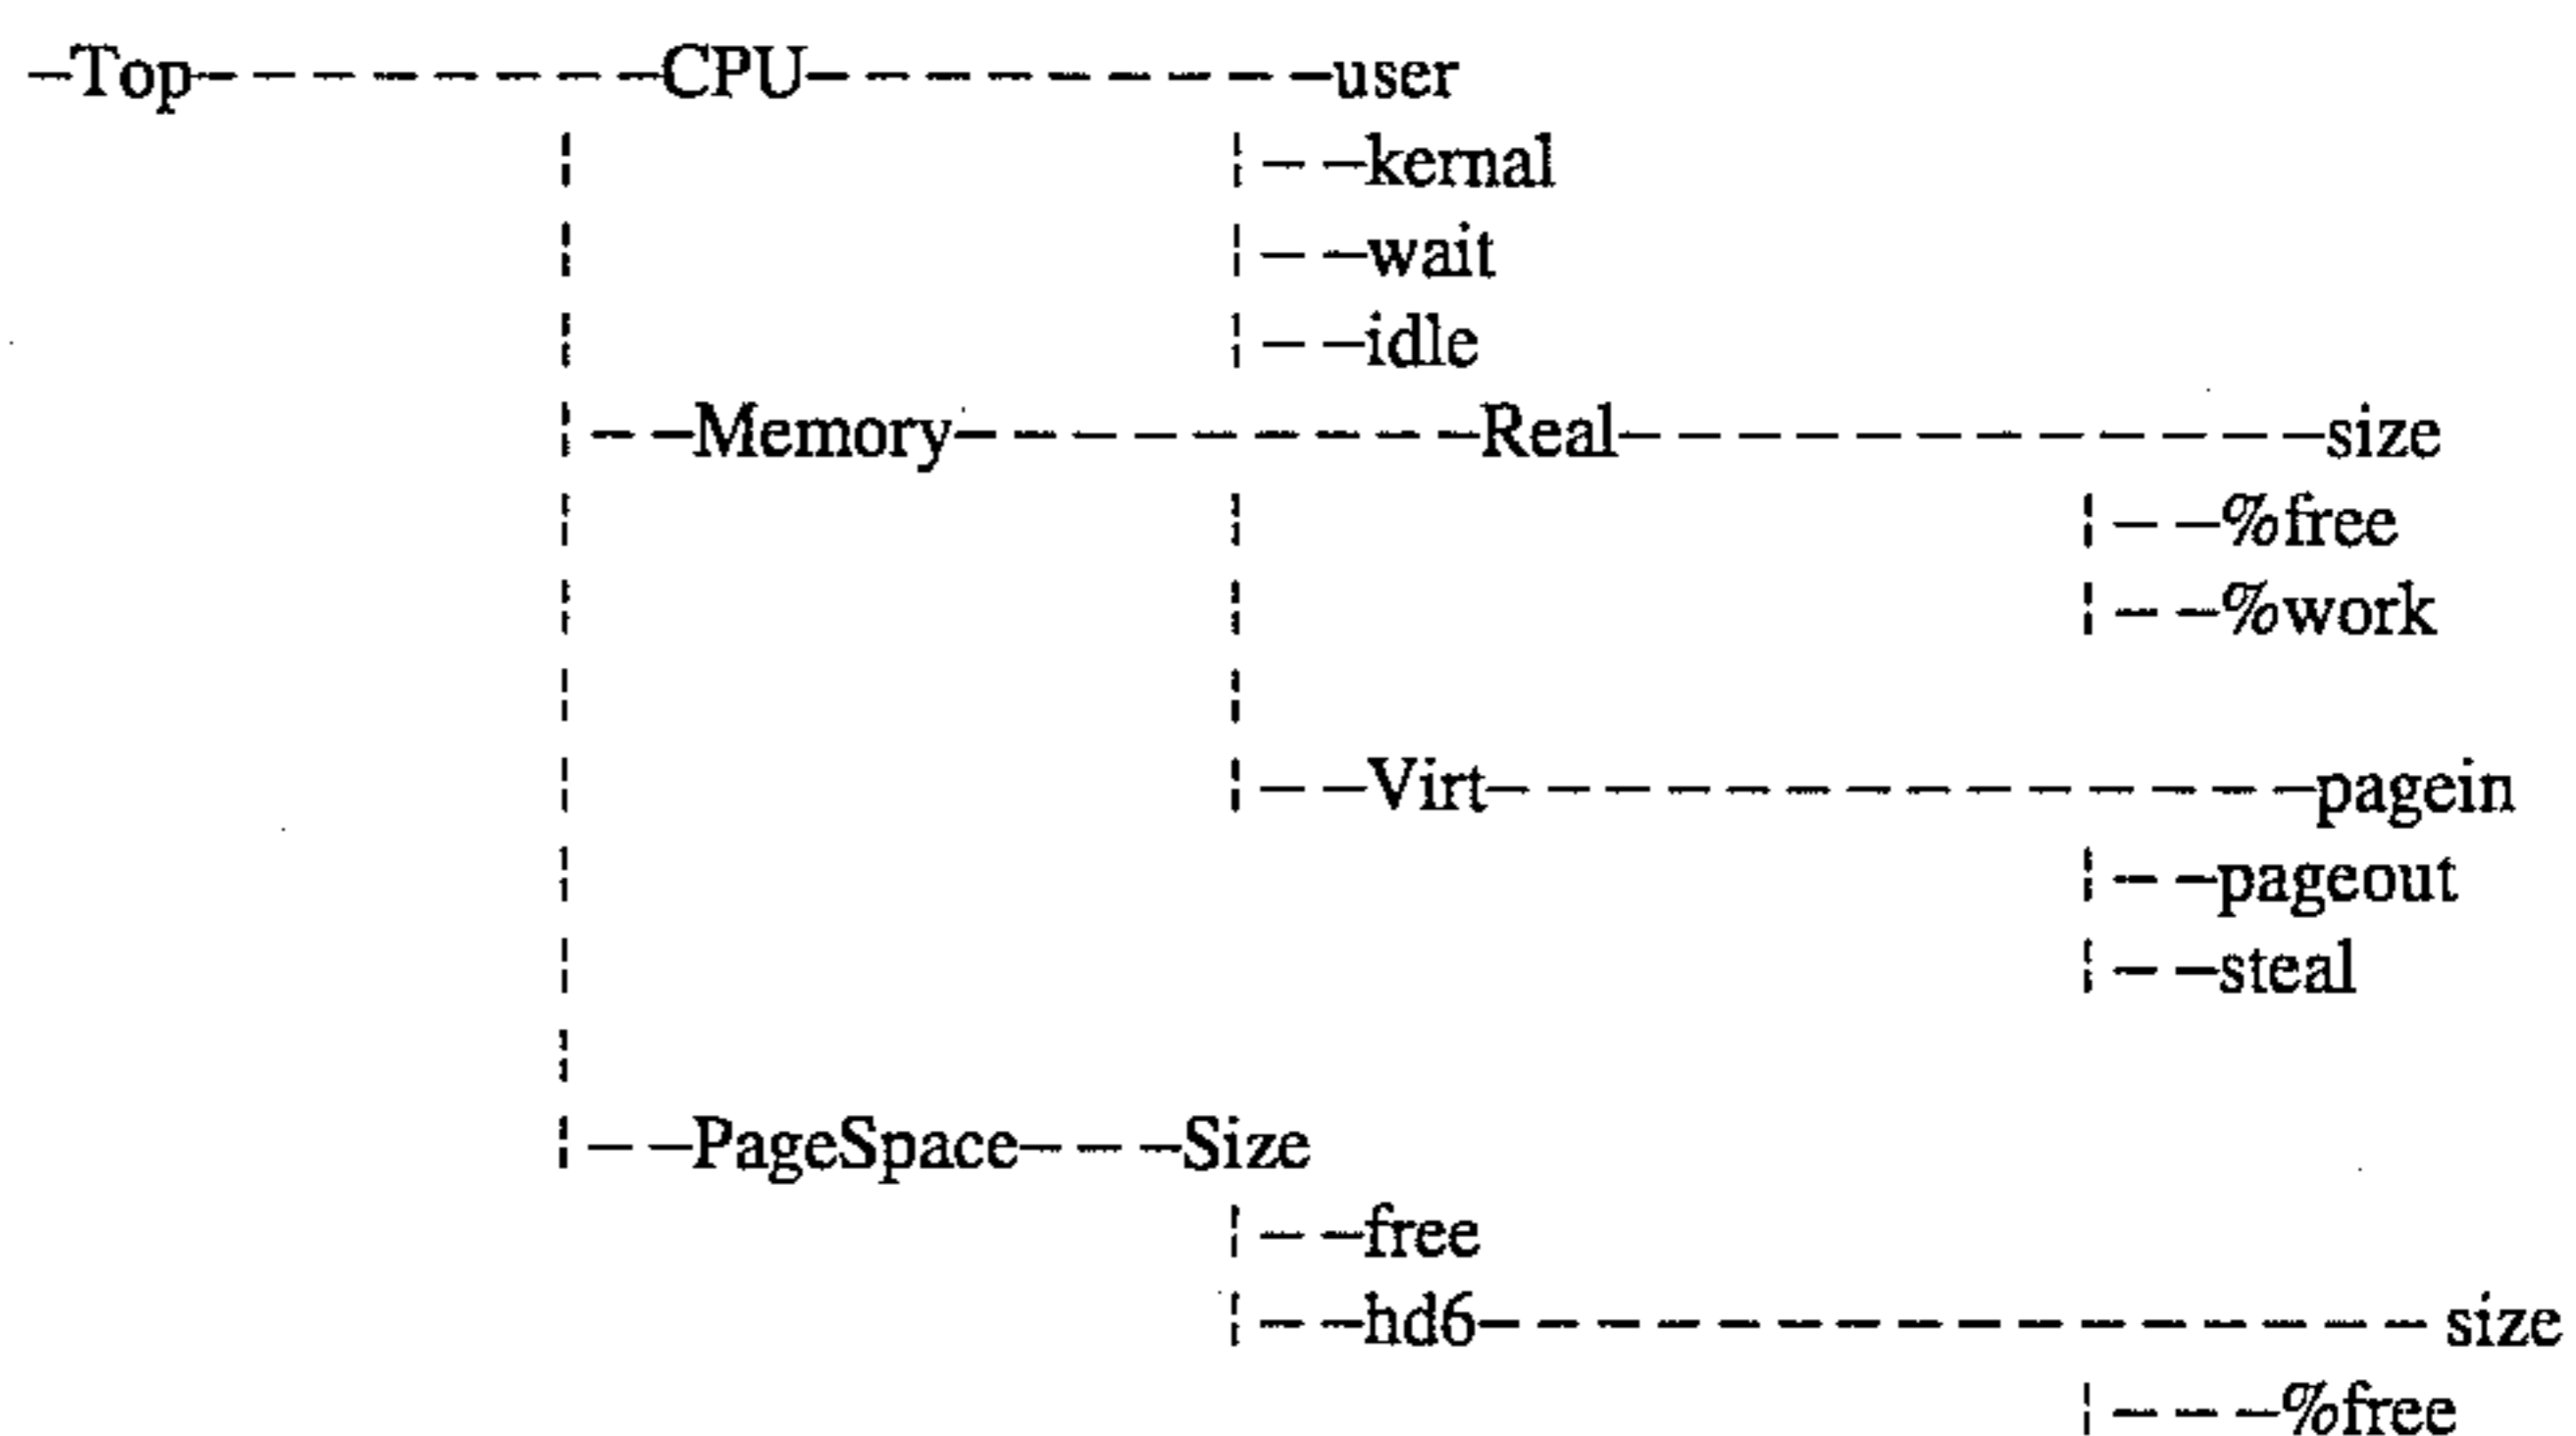 –Top– – – – – – – –CPU– – – – – – – – –user
¦ ¦ – –kernal
¦ ¦ – –wait
¦ ¦ – –idle
¦ – –Memory– – – – – – – – –Real– – – – – – – – – – – –size
¦ ¦ ¦ – –%free
¦ ¦ ¦ – –%work
¦ ¦
¦ ¦ – –Virt– – – – – – – – – – – – – –pagein
¦ ¦ – –pageout
¦ ¦ – –steal
¦
¦ – –PageSpace– – –Size
¦ – –free
¦ – –hd6– – – – – – – – – – – – – – – – size
¦ – – –%free